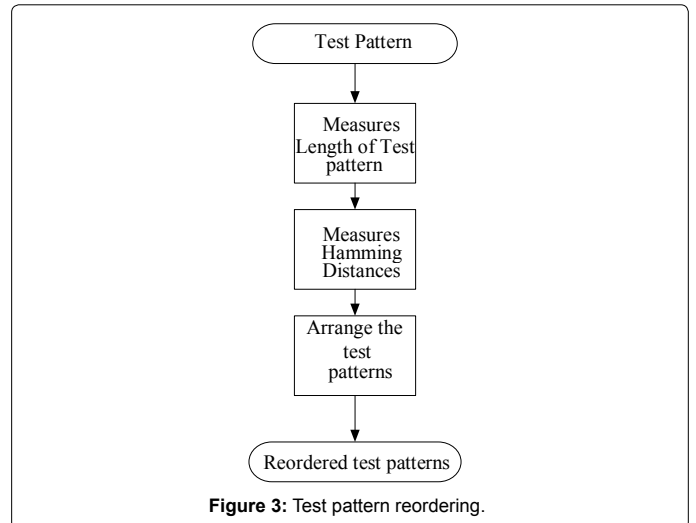 Test Pattern
Measures
Length of Test
pattern
Measures
Hamming
Distances
Arrange the
test
patterns
Reordered test patterns
Figure 3: Test pattern reordering.